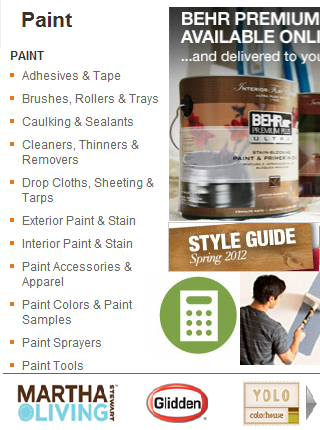 Paint
PAINT
Adhesives & Tape
Brushes, Rollers & Trays
Caulking & Sealants
Cleaners, Thinners &
Removers
Drop Cloths, Sheeting &
Tarps
Exterior Paint & Stain
Interior Paint & Stain
Paint Accessories &
Apparel
Paint Colors & Paint
Samples
Paint Sprayers
Paint Tools
BEHR PREMIUM
AVAILABLE ONLI
...and delivered to you
INTERIOR-
BEHR
PREMIUM PLUS
ULTRA
STAIN-BLOCKING
PAINT & PRIMER IN
STYLE GUIDE
Spring 2012
MARTHA
STEWART
LIVING
Glidden
YOLO
colorhouse